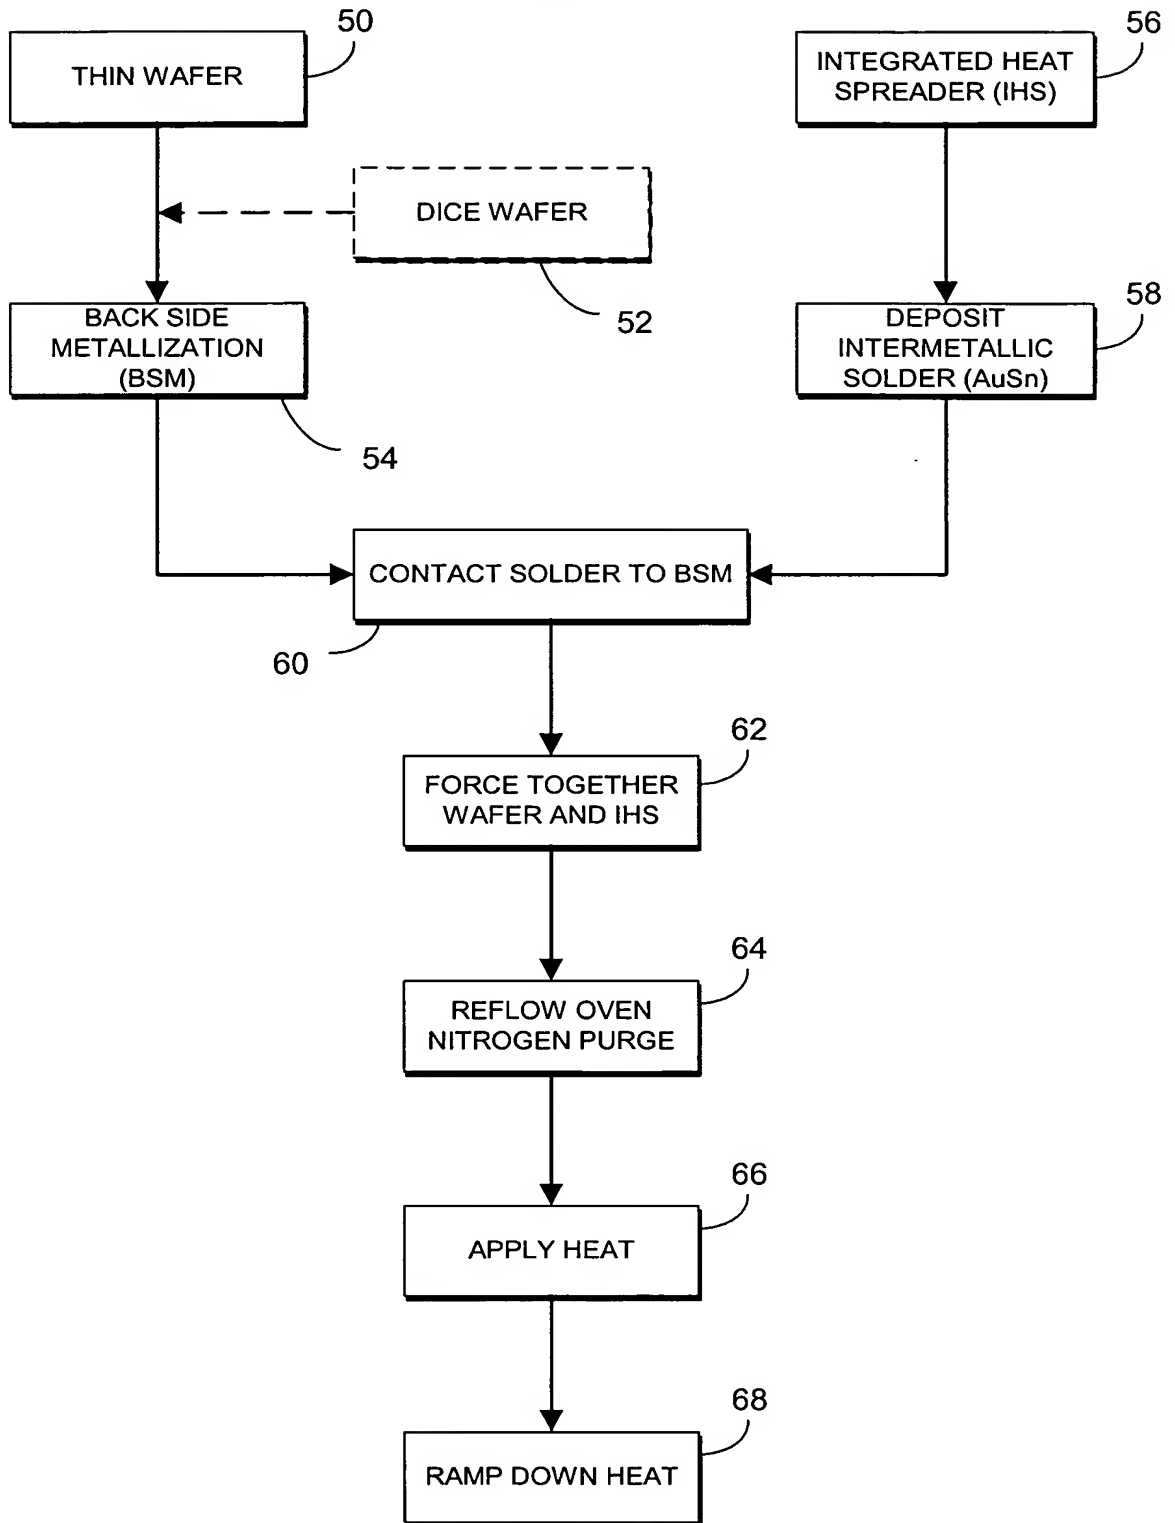 50
THIN WAFER
56
INTEGRATED HEAT
SPREADER (IHS)
DICE WAFER
52
BACK SIDE
METALLIZATION
(BSM)
54
58
DEPOSIT
INTERMETALLIC
SOLDER (AuSn)
CONTACT SOLDER TO BSM
60
62
FORCE TOGETHER
WAFER AND IHS
64
REFLOW OVEN
NITROGEN PURGE
66
APPLY HEAT
68
RAMP DOWN HEAT